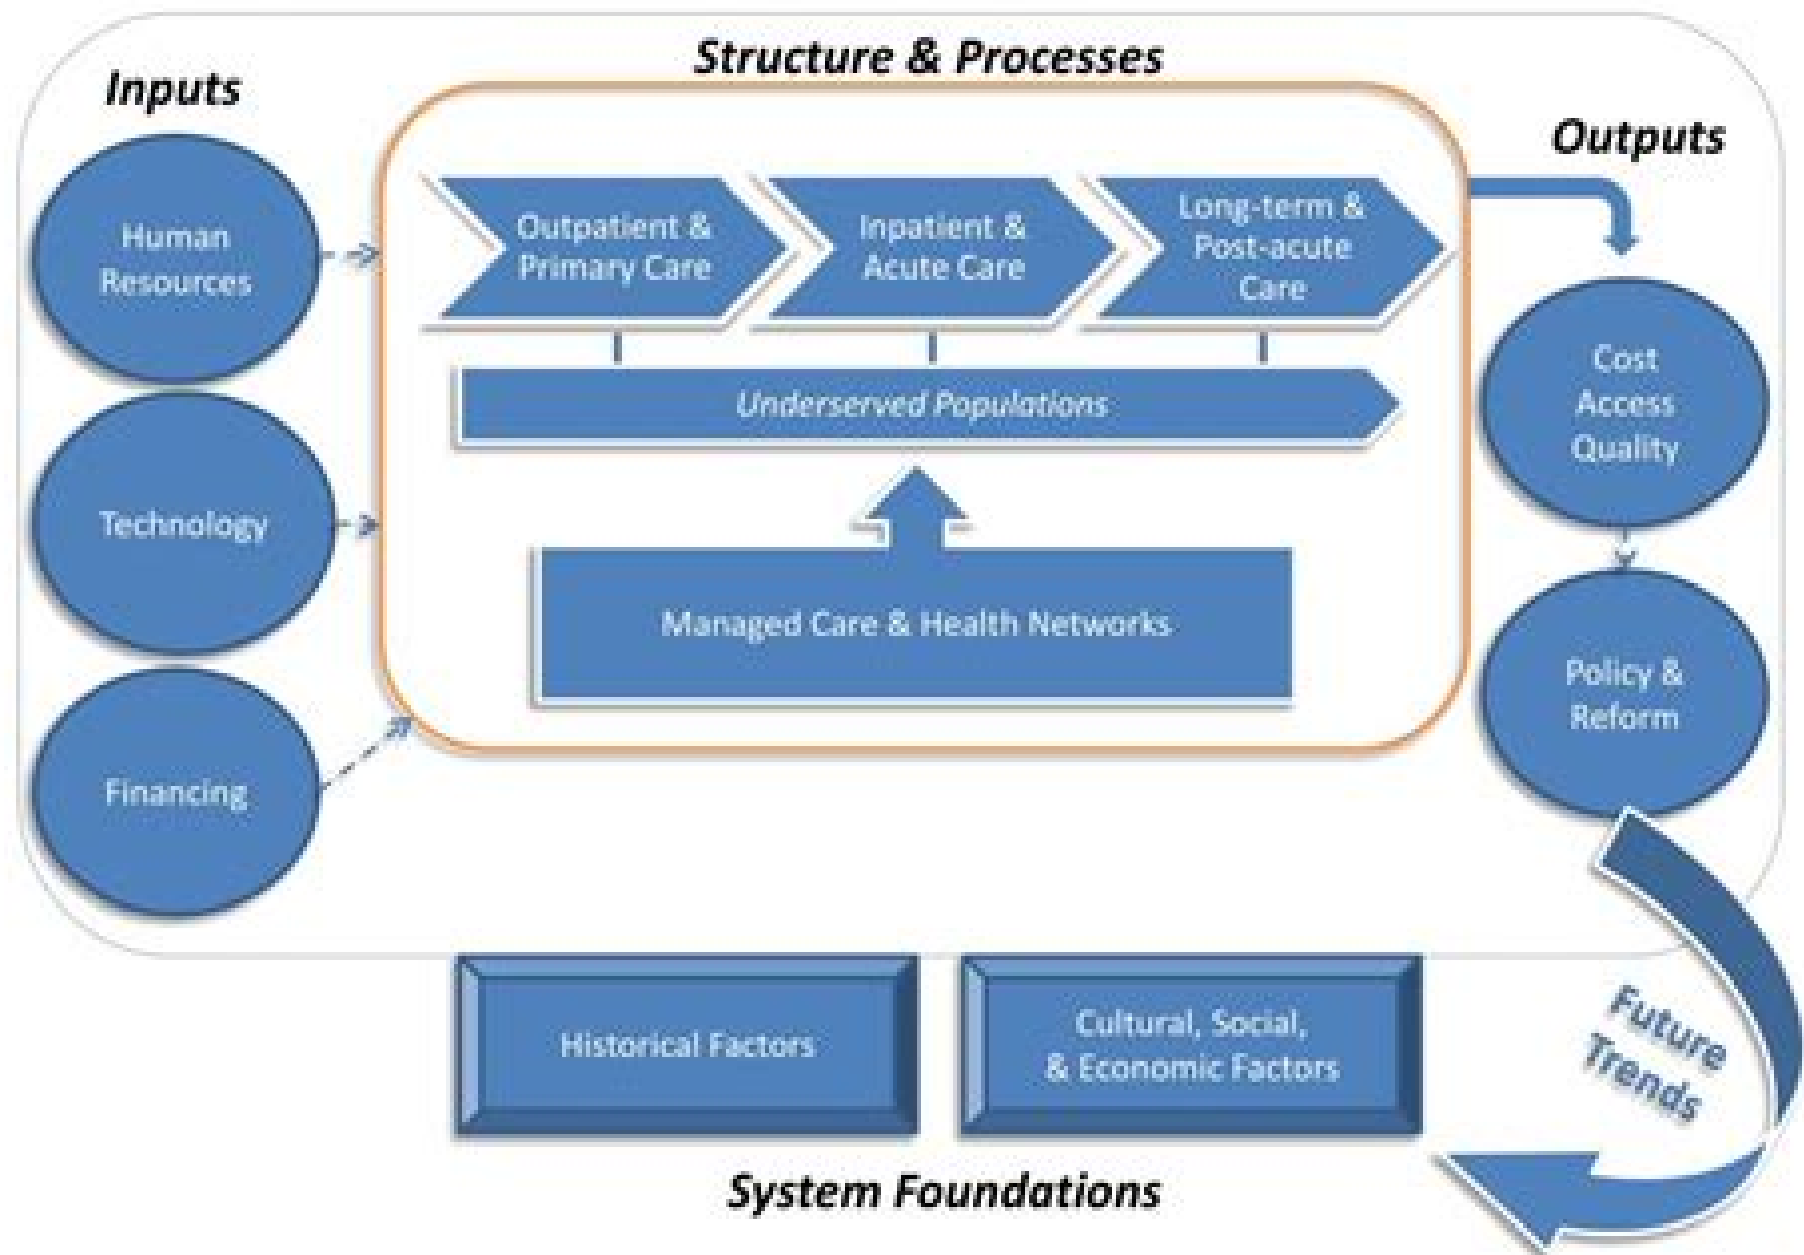 Structure & Processes
Inputs
Outputs
Human
Resources
Technology
Financing
Outpatient &
Primary Care
Inpatient &
Acute Care
Long-term &
Post-acute
Care
Underserved Populations
Managed Care & Health Networks
Cost
Access
Quality
Policy &
Reform
Historical Factors
Cultural, Social,
& Economic Factors
Future
Trends
System Foundations